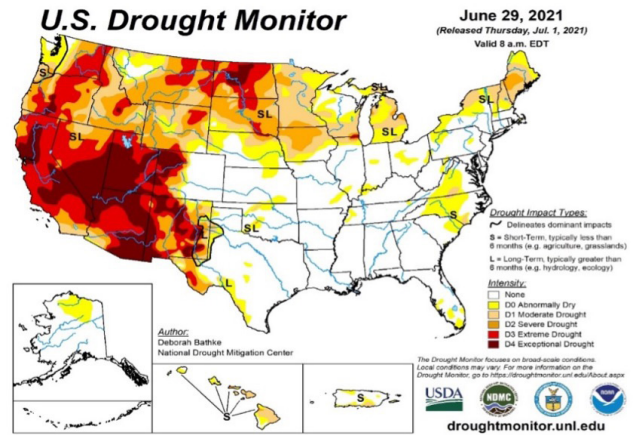 U.S. Drought Monitor
June 29, 2021
(Released Thursday, Jul. 1, 2021)
Valid 8 a.m. EDT
S
SL
SL
SL
SL
SL
SL
S
SL
L
Drought Impact Types:
Delineates dominant impacts
S = Short-Term, typically less than
6 months (e.g. agriculture, grasslands)
L = Long-Term, typically greater than
6 months (e.g. hydrology, ecology)
Intensity:
None
D0 Abnormally Dry
D1 Moderate Drought
D2 Severe Drought
D3 Extreme Drought
D4 Exceptional Drought
Author:
Deborah Bathke
National Drought Mitigation Center
S
S
The Drought Monitor focuses on broad-scale conditions.
Local conditions may vary. For more information on the
Drought Monitor, go to https://droughtmonitor.unl.edu/About.aspx
USDA
NDMC
NOAA
droughtmonitor.unl.edu